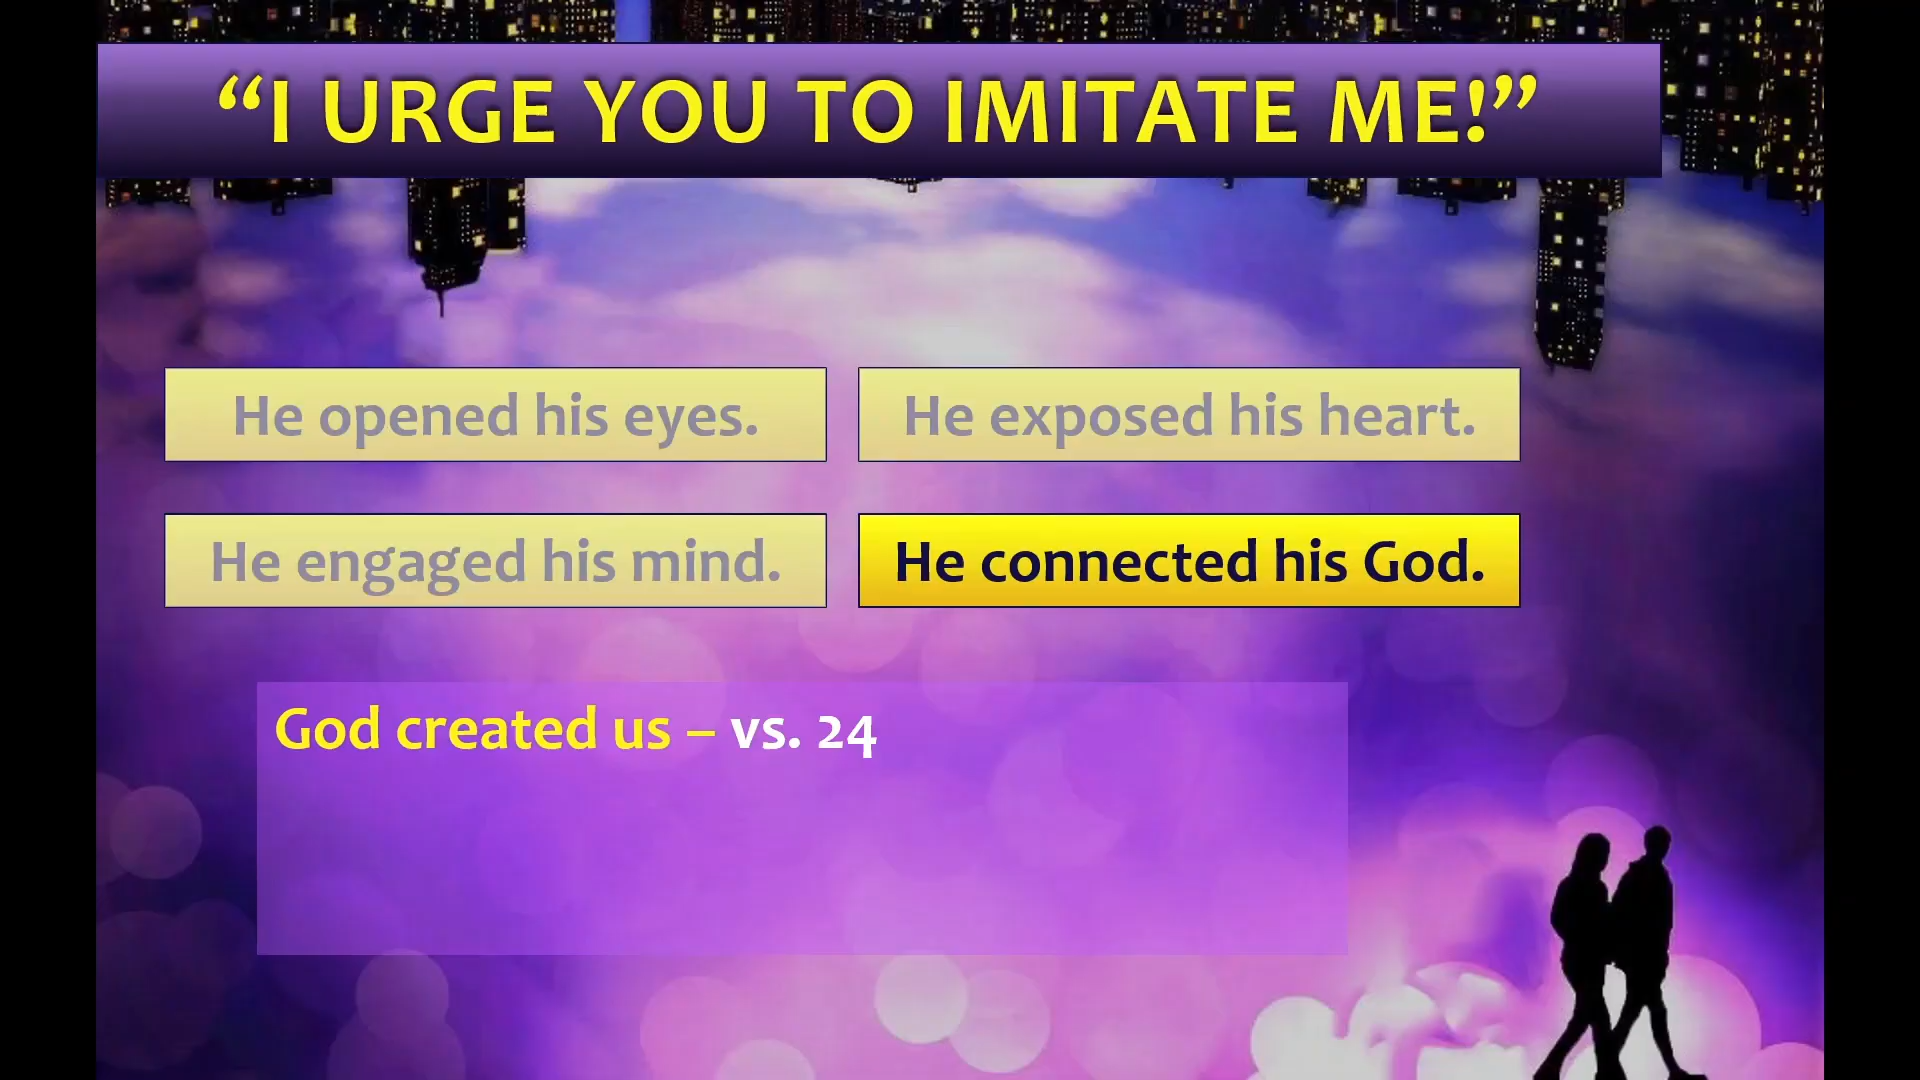 “I URGE YOU TO IMITATE ME!”
He opened his eyes.
He exposed his heart.
He engaged his mind.
He connected his God.
God created us – vs. 24